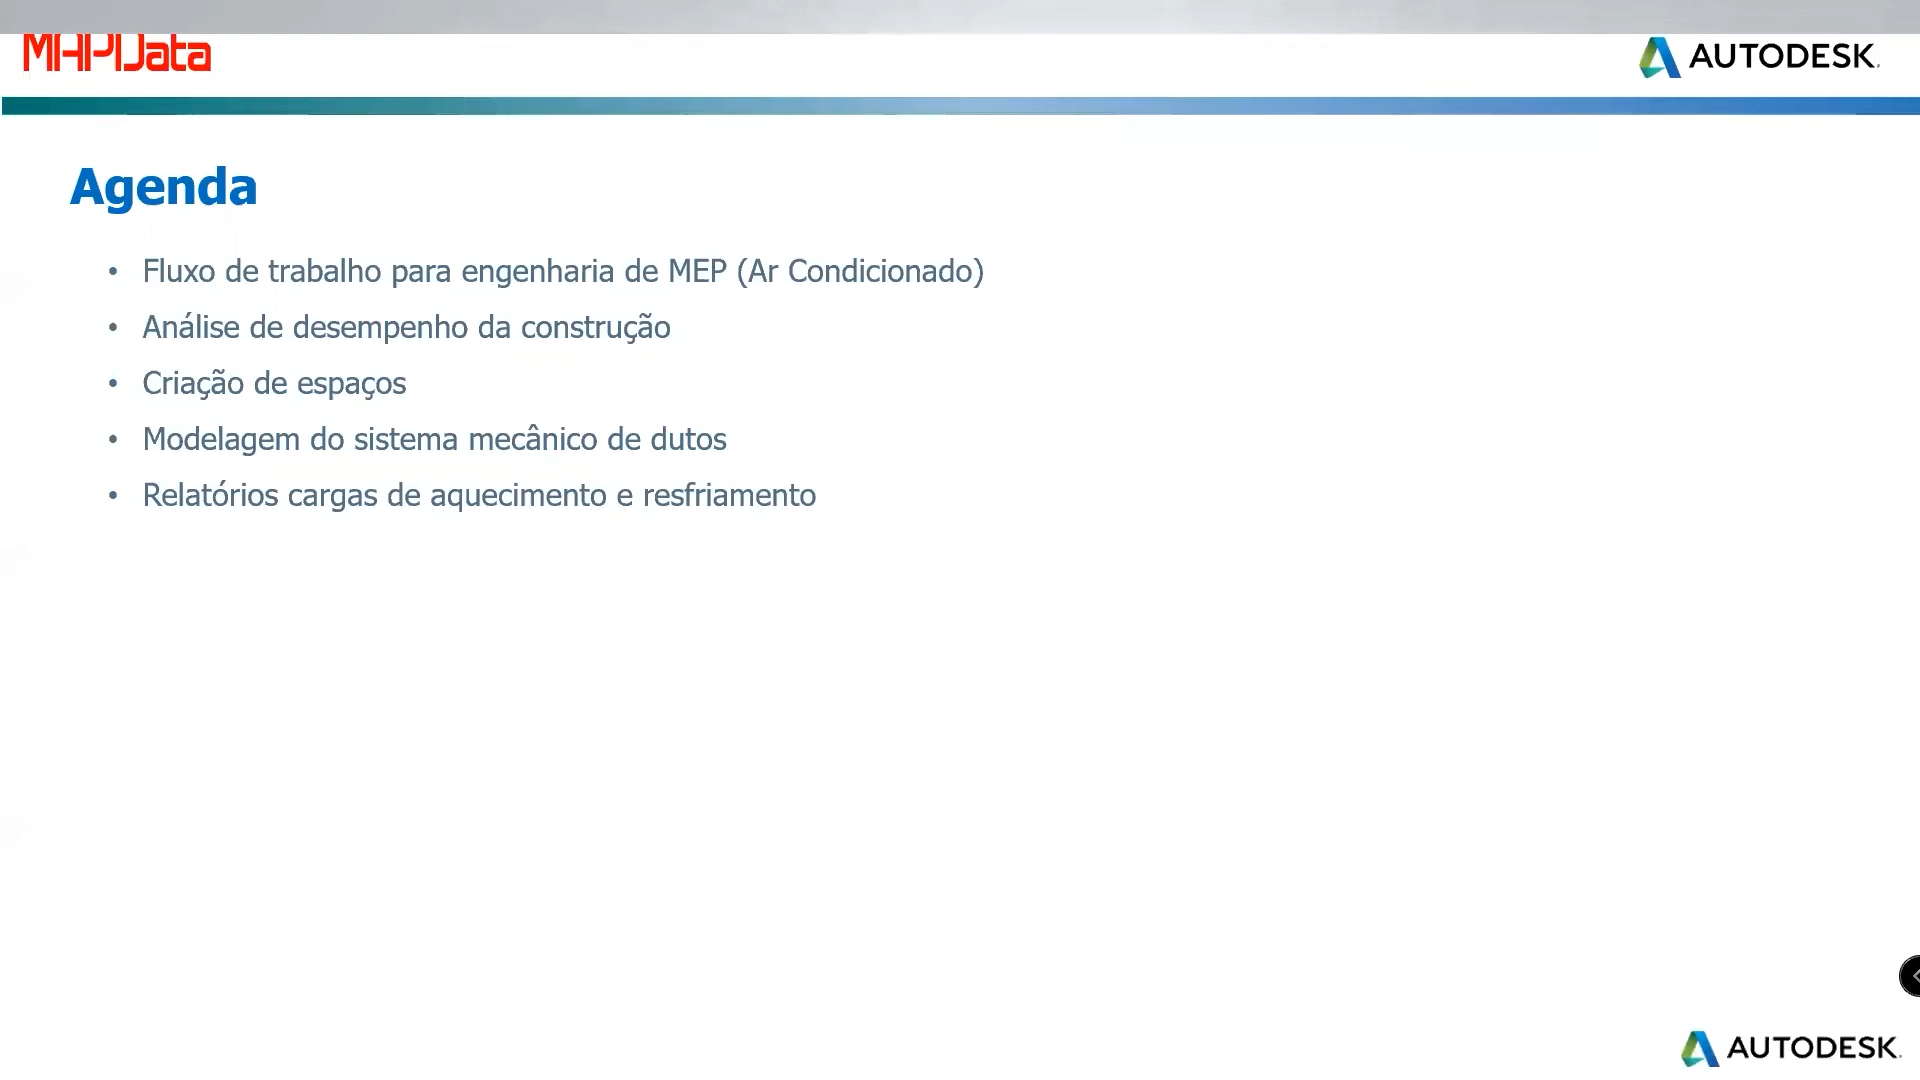 MAPData
AUTODESK.
Agenda
• Fluxo de trabalho para engenharia de MEP (Ar Condicionado)
• Análise de desempenho da construção
• Criação de espaços
• Modelagem do sistema mecânico de dutos
• Relatórios cargas de aquecimento e resfriamento
AUTODESK.